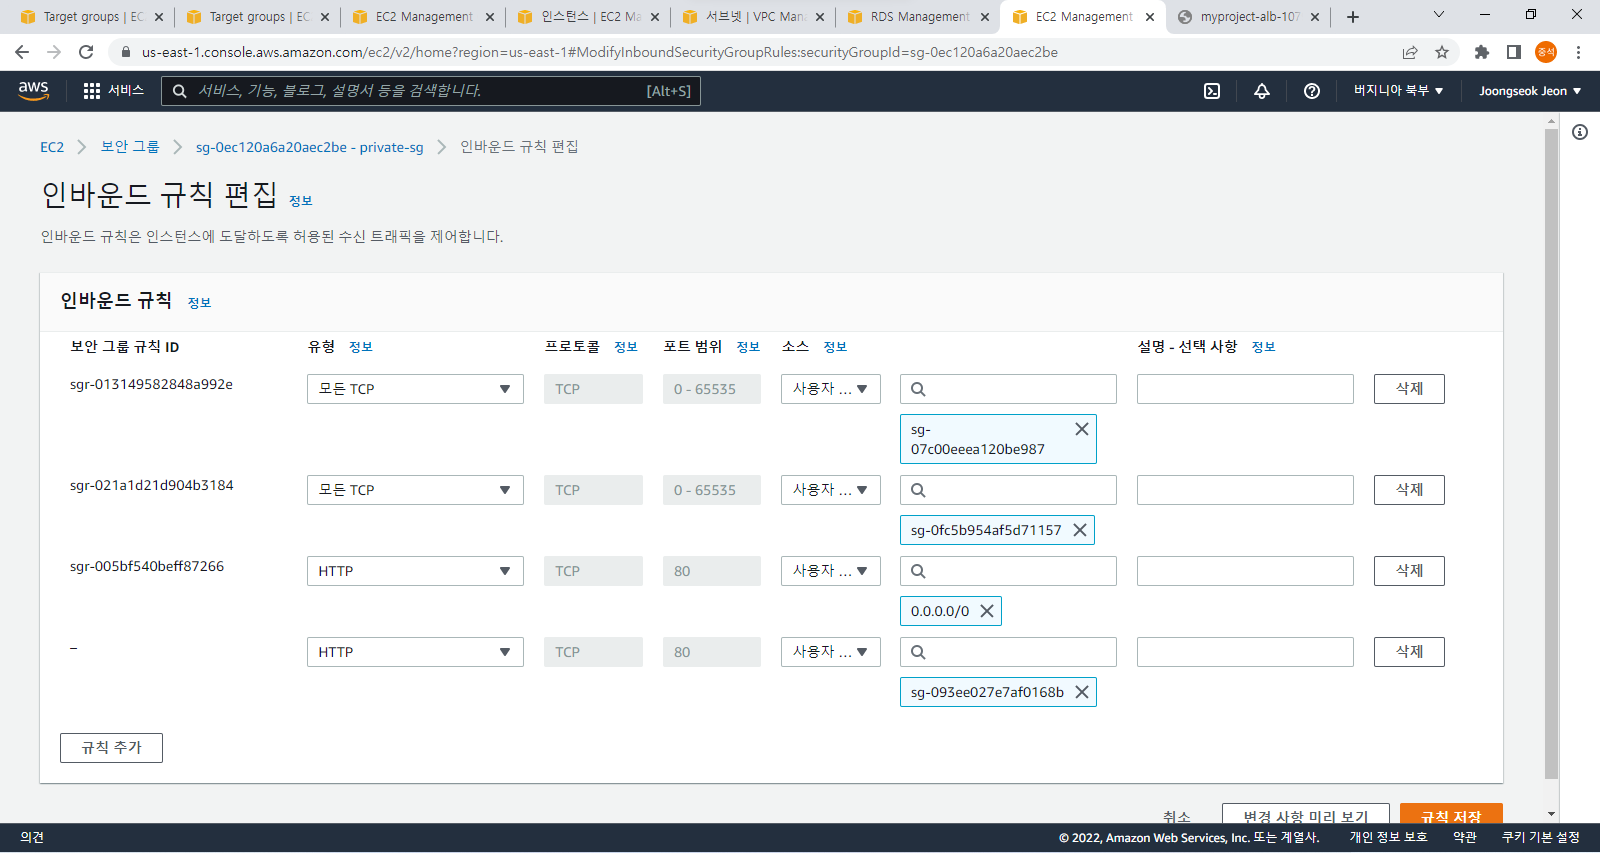 Target groups | EC
Target groups | EC
EC2 Management
인스턴스 | EC2 Ma
서브넷 | VPC Mana
RDS Management
EC2 Management
myproject-alb-107
us-east-1.console.aws.amazon.com/ec2/v2/home?region=us-east-1#ModifyInboundSecurityGroupRules:securityGroupId=sg-0ec120a6a20aec2be
중석
aws
서비스
서비스, 기능, 블로그, 설명서 등을 검색합니다.
[Alt+S]
버지니아 북부
Joongseok Jeon
EC2
보안 그룹
sg-0ec120a6a20aec2be - private-sg
인바운드 규칙 편집
인바운드 규칙 편집 정보
인바운드 규칙은 인스턴스에 도달하도록 허용된 수신 트래픽을 제어합니다.
인바운드 규칙 정보
보안 그룹 규칙 ID
유형 정보
프로토콜 정보
포트 범위 정보
소스 정보
설명 - 선택 사항 정보
sgr-013149582848a992e
모든 TCP
TCP
0 - 65535
사용자 ...
삭제
sg-
07c00eeea120be987
sgr-021a1d21d904b3184
모든 TCP
TCP
0 - 65535
사용자 ...
삭제
sg-0fc5b954af5d71157
sgr-005bf540beff87266
HTTP
TCP
80
사용자 ...
삭제
0.0.0.0/0
–
HTTP
TCP
80
사용자 ...
삭제
sg-093ee027e7af0168b
규칙 추가
취소
변경 사항 미리 보기
규칙 저장
의견
© 2022, Amazon Web Services, Inc. 또는 계열사.
개인 정보 보호
약관
쿠키 기본 설정